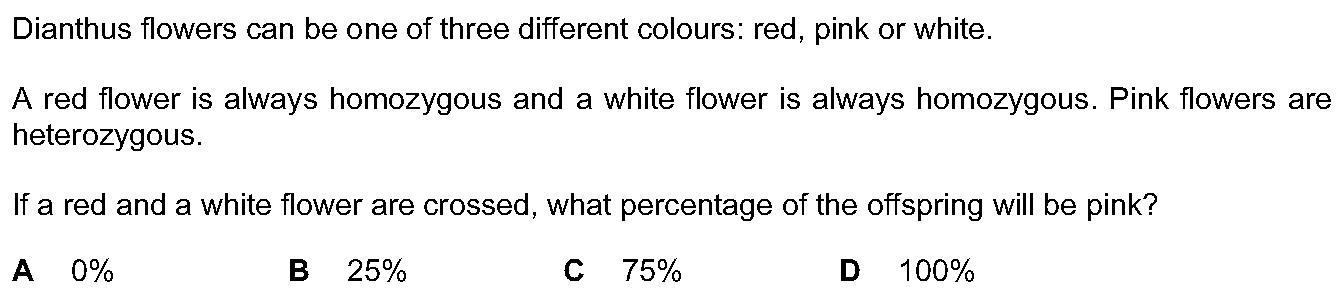 Dianthus flowers can be one of three different colours: red, pink or white.
A red flower is always homozygous and a white flower is always homozygous. Pink flowers are
heterozygous.
If a red and a white flower are crossed, what percentage of the offspring will be pink?
A 0% B 25% C 75% D 100%